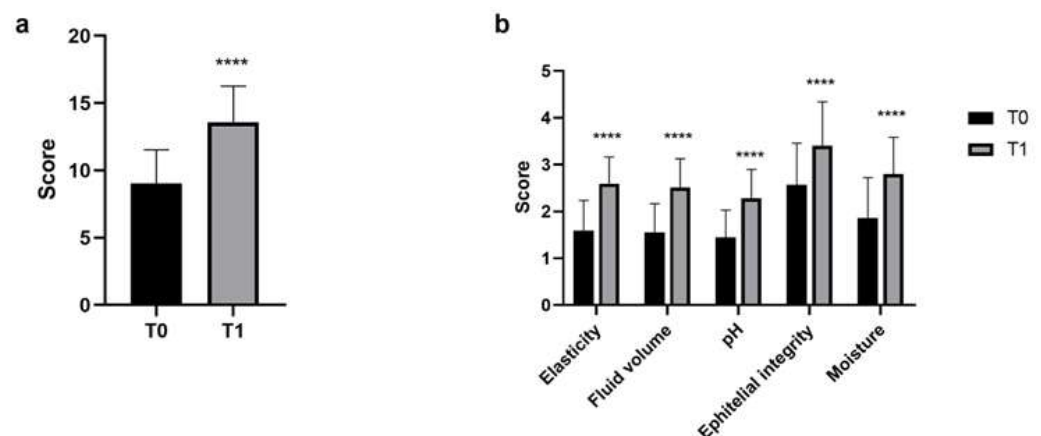 a
Score
20
15
10
5
0
****
T0
T1
b
Score
5
4
3
2
1
0
****
****
****
****
****
Elasticity
Fluid volume
pH
Ephitelial integrity
Moisture
T0
T1